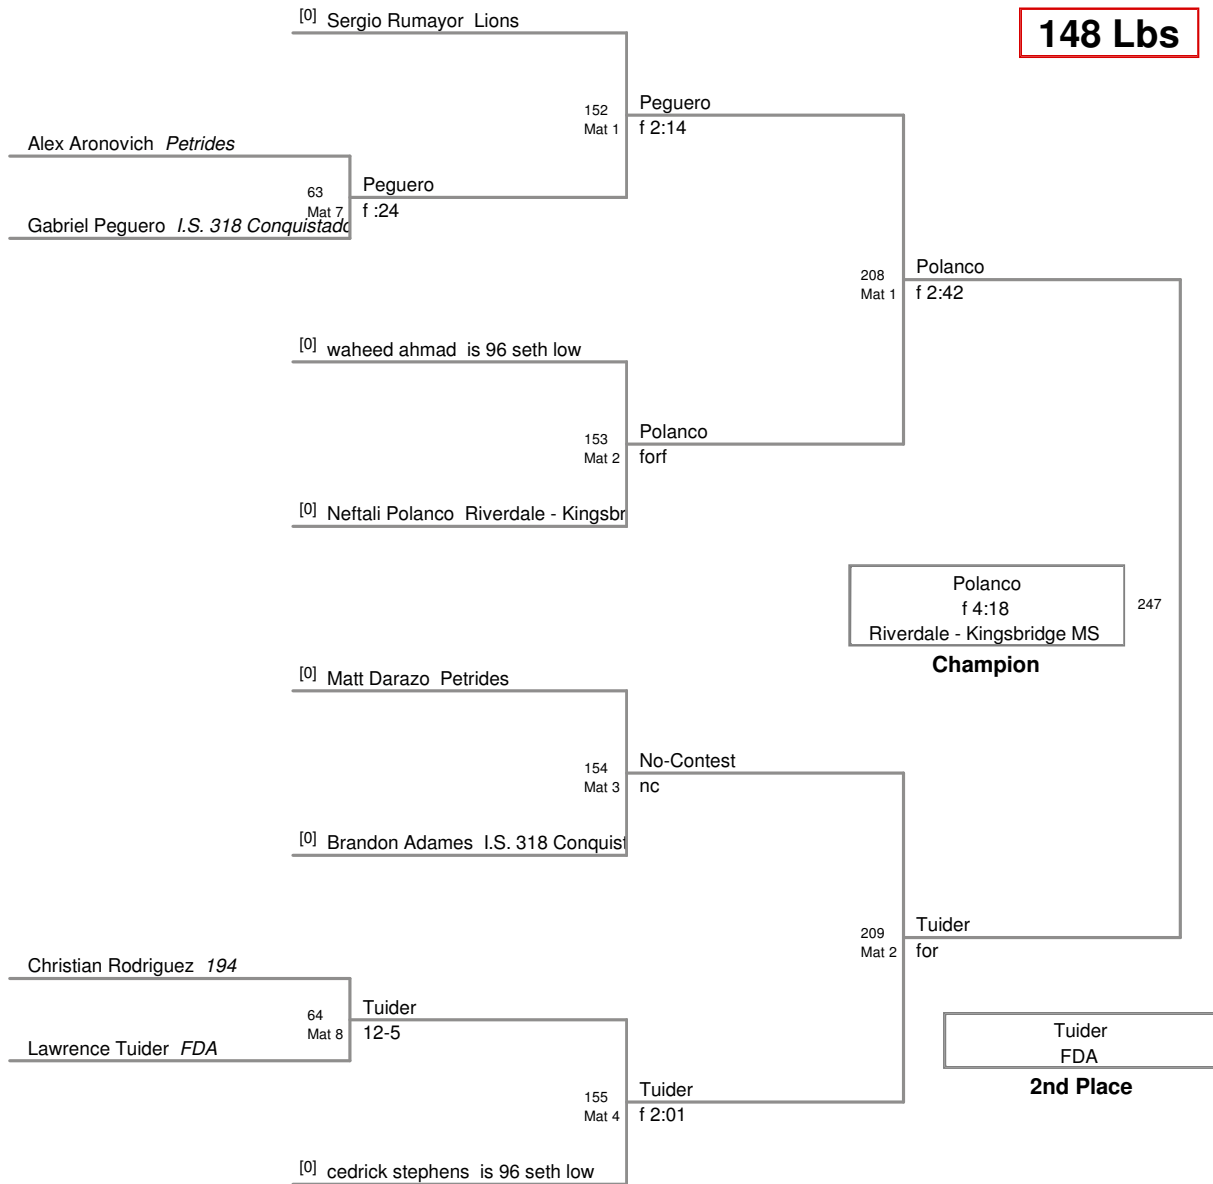 [0] Sergio Rumayor Lions
148 Lbs
152
Mat 1
Peguero
f 2:14
Alex Aronovich Petrides
63
Mat 7
Peguero
f :24
Gabriel Peguero I.S. 318 Conquistado
208
Mat 1
Polanco
f 2:42
[0] waheed ahmad is 96 seth low
153
Mat 2
Polanco
forf
[0] Neftali Polanco Riverdale - Kingsbr
Polanco
f 4:18
Riverdale - Kingsbridge MS
247
Champion
[0] Matt Darazo Petrides
154
Mat 3
No-Contest
nc
[0] Brandon Adames I.S. 318 Conquist
209
Mat 2
Tuider
for
Christian Rodriguez 194
64
Mat 8
Tuider
12-5
Lawrence Tuider FDA
Tuider
FDA
2nd Place
155
Mat 4
Tuider
f 2:01
[0] cedrick stephens is 96 seth low